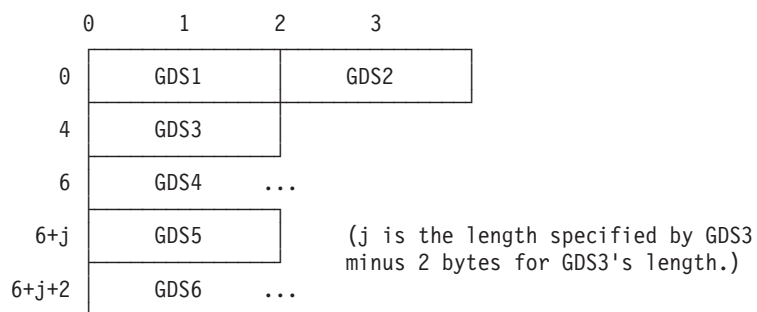 0 1 2 3
0 GDS1 GDS2
4 GDS3
6 GDS4 ...
6+j GDS5 (j is the length specified by GDS3
minus 2 bytes for GDS3's length.)
6+j+2 GDS6 ...